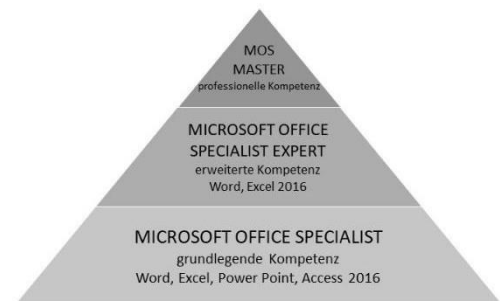 MOS
MASTER
professionelle Kompetenz
MICROSOFT OFFICE
SPECIALIST EXPERT
erweiterte Kompetenz
Word, Excel 2016
MICROSOFT OFFICE SPECIALIST
grundlegende Kompetenz
Word, Excel, Power Point, Access 2016